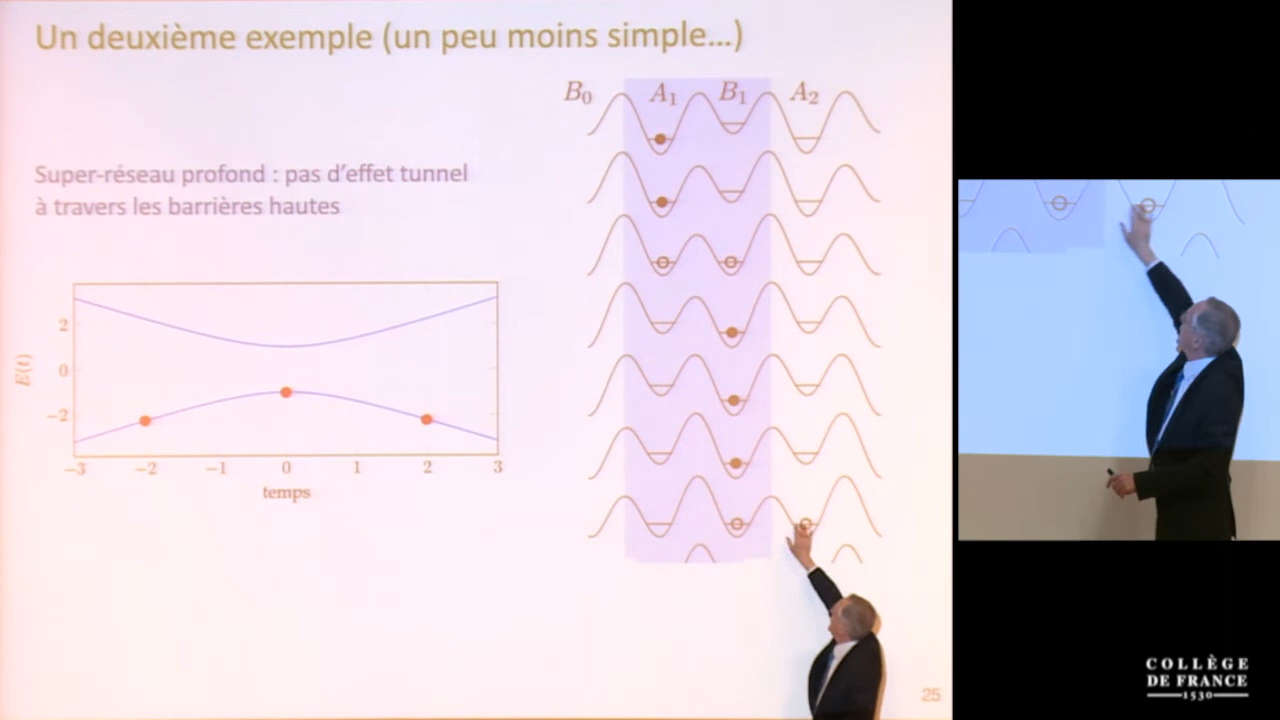 Un deuxième exemple (un peu moins simple...)
B₀ A₁ B₁ A₂
Super-réseau profond : pas d'effet tunnel
à travers les barrières hautes
E(t)
2
0
−2
−3 −2 −1 0 1 2 3
temps
25
COLLÈGE
DE FRANCE
1530